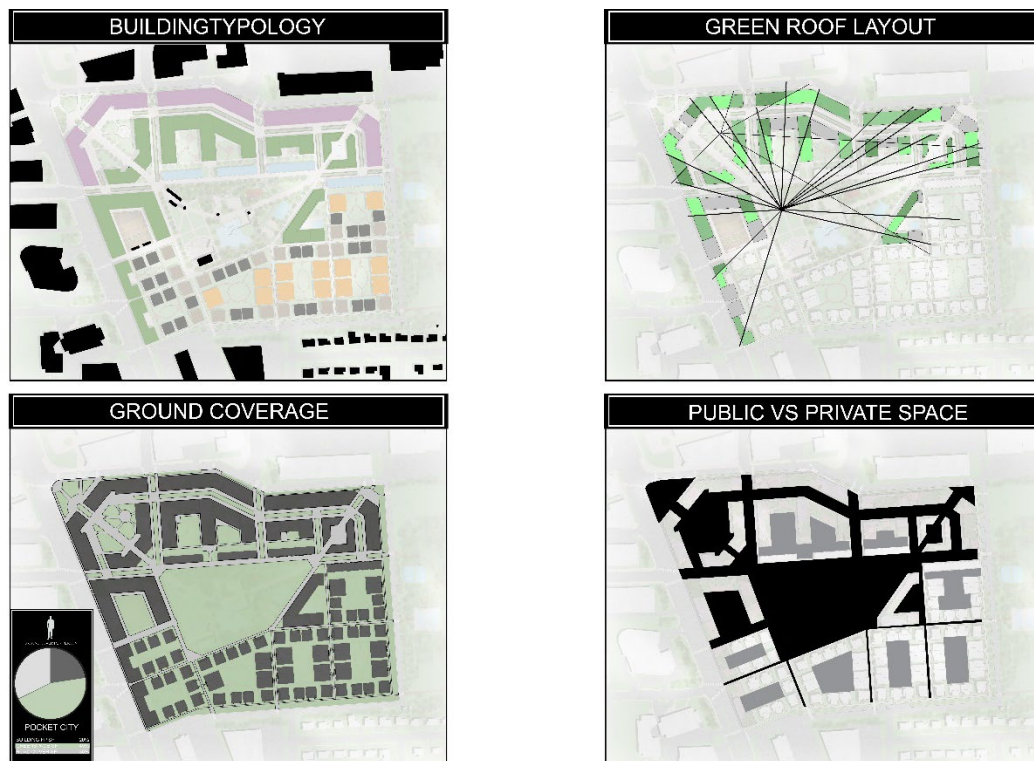 BUILDINGTYPOLOGY
GREEN ROOF LAYOUT
GROUND COVERAGE
PUBLIC VS PRIVATE SPACE
POCKET CITY